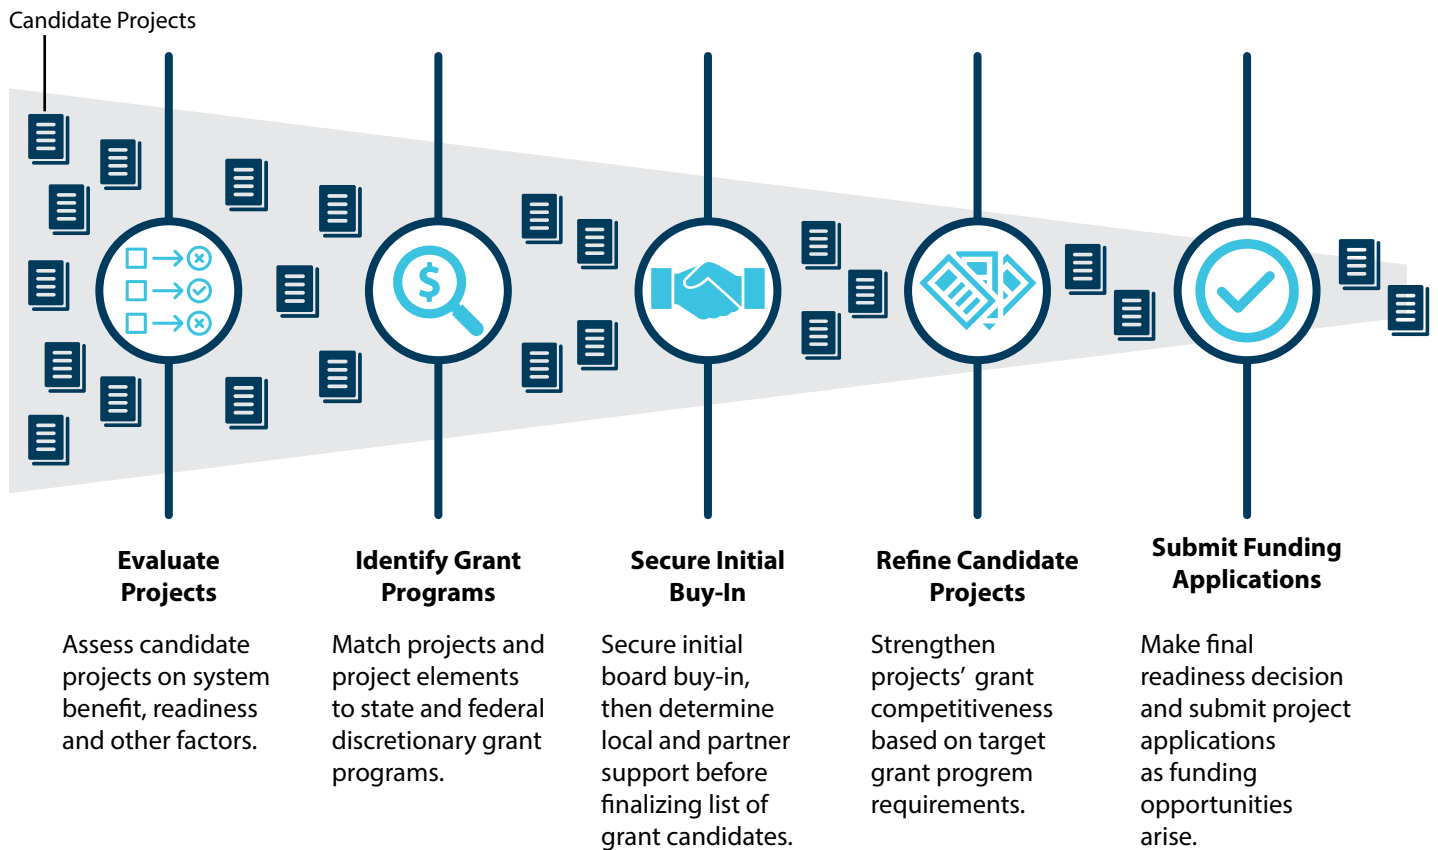 Candidate Projects
$
Evaluate
Projects
Assess candidate
projects on system
benefit, readiness
and other factors.
Identify Grant
Programs
Match projects and
project elements
to state and federal
discretionary grant
programs.
Secure Initial
Buy-In
Secure initial
board buy-in,
then determine
local and partner
support before
finalizing list of
grant candidates.
Refine Candidate
Projects
Strengthen
projects’ grant
competitiveness
based on target
grant progrem
requirements.
Submit Funding
Applications
Make final
readiness decision
and submit project
applications
as funding
opportunities
arise.